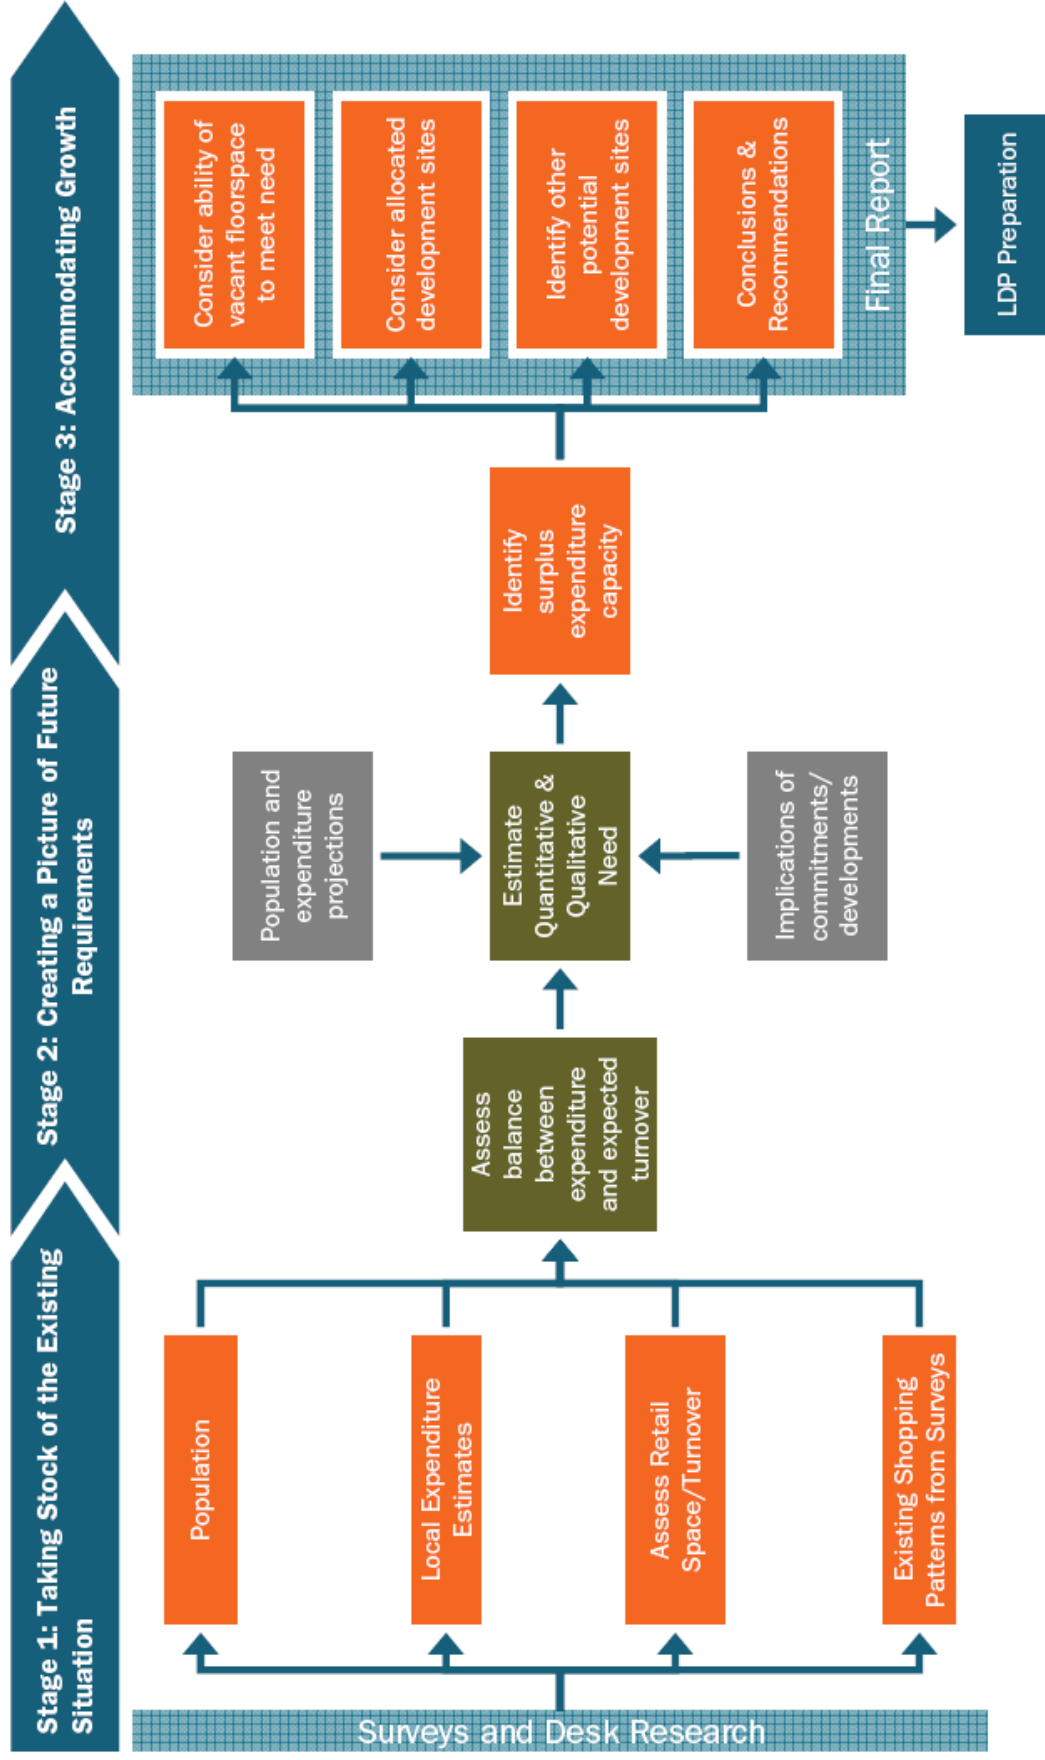 Stage 1: Taking Stock of the Existing
Situation
Stage 2: Creating a Picture of Future
Requirements
Stage 3: Accommodating Growth
Surveys and Desk Research
Population
Local Expenditure
Estimates
Assess Retail
Space/Turnover
Existing Shopping
Patterns from Surveys
Assess
balance
between
expenditure
and expected
turnover
Population and
expenditure
projections
Estimate
Quantitative &
Qualitative
Need
Implications of
commitments/
developments
Identify
surplus
expenditure
capacity
Consider ability of
vacant floorspace
to meet need
Consider allocated
development sites
Identify other
potential
development sites
Conclusions &
Recommendations
Final Report
LDP Preparation